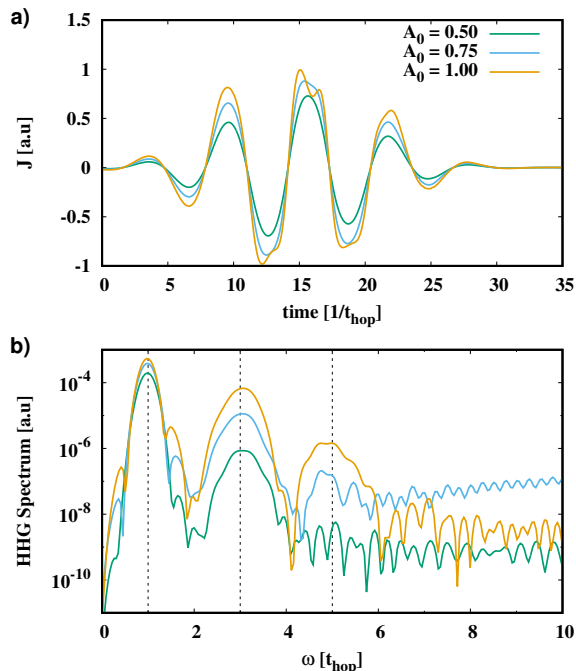 a)
J [a.u]
1.5
1
0.5
0
-0.5
-1
A0 = 0.50
A0 = 0.75
A0 = 1.00
0 5 10 15 20 25 30 35
time [1/thop]
b)
HHG Spectrum [a.u]
10-4
10-6
10-8
10-10
0 2 4 6 8 10
ω [thop]